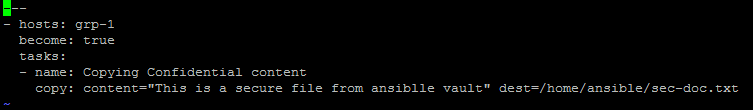 ---
- hosts: grp-1
  become: true
  tasks:
  - name: Copying Confidential content
    copy: content="This is a secure file from ansiblle vault" dest=/home/ansible/sec-doc.txt
~